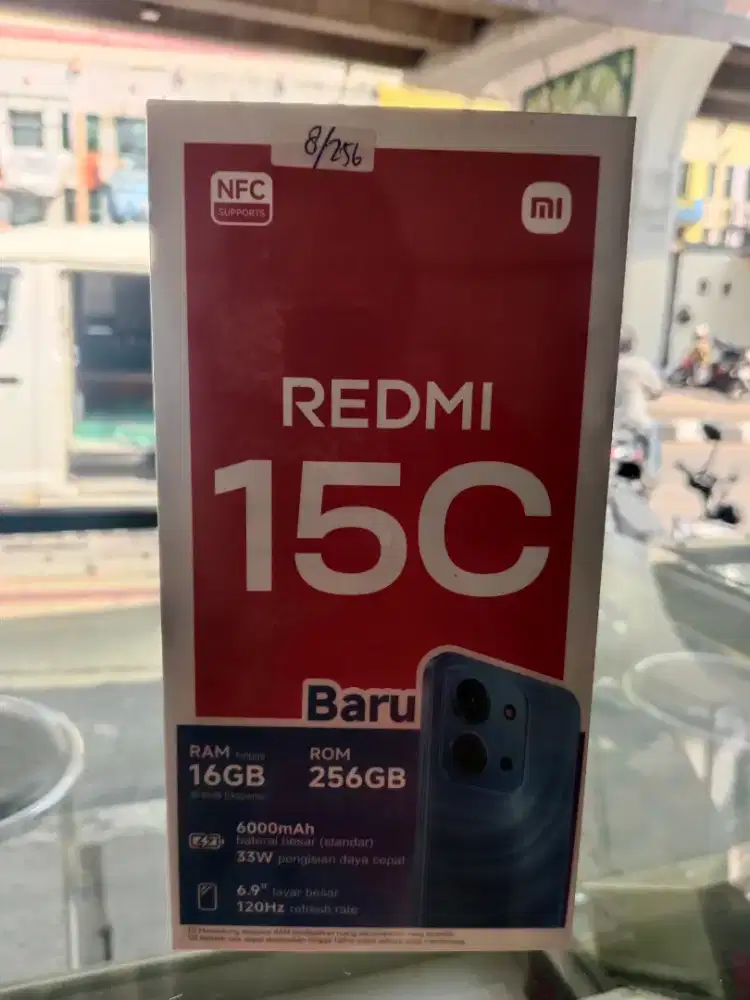 8/256
NFC
SUPPORTS
mi
REDMI
15C
Baru
RAM hingga
16GB
ROM
256GB
6000mAh
baterai besar (standar)
33W pengisian daya cepat
6.9" layar besar
120Hz refresh rate